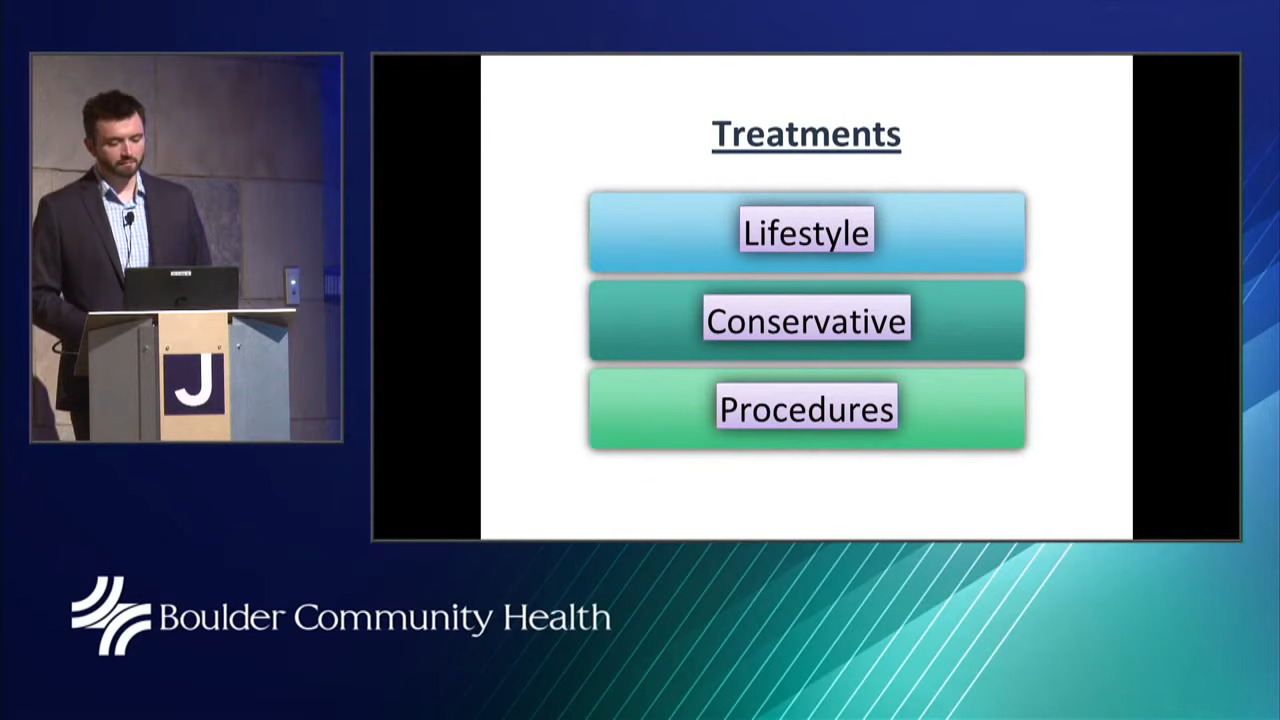 Treatments
Lifestyle
Conservative
Procedures
J
Boulder Community Health